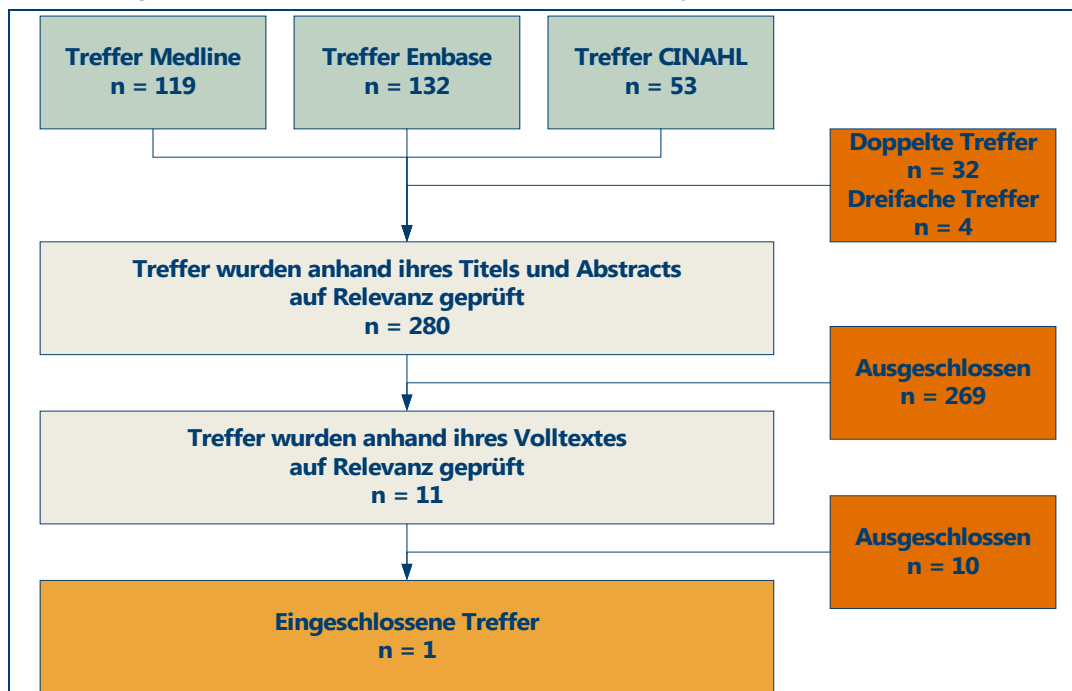 Treffer Medline
n = 119
Treffer Embase
n = 132
Treffer CINAHL
n = 53
Doppelte Treffer
n = 32
Dreifache Treffer
n = 4
Treffer wurden anhand ihres Titels und Abstracts
auf Relevanz geprüft
n = 280
Ausgeschlossen
n = 269
Treffer wurden anhand ihres Volltextes
auf Relevanz geprüft
n = 11
Ausgeschlossen
n = 10
Eingeschlossene Treffer
n = 1